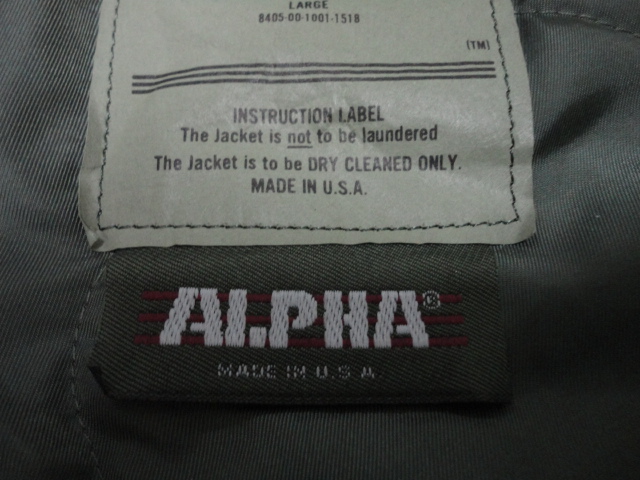 LARGE
8405-00-1001-1518
(TM)
INSTRUCTION LABEL
The Jacket is not to be laundered
The Jacket is to be DRY CLEANED ONLY.
MADE IN U.S.A.
ALPHA®
MADE IN U.S.A.